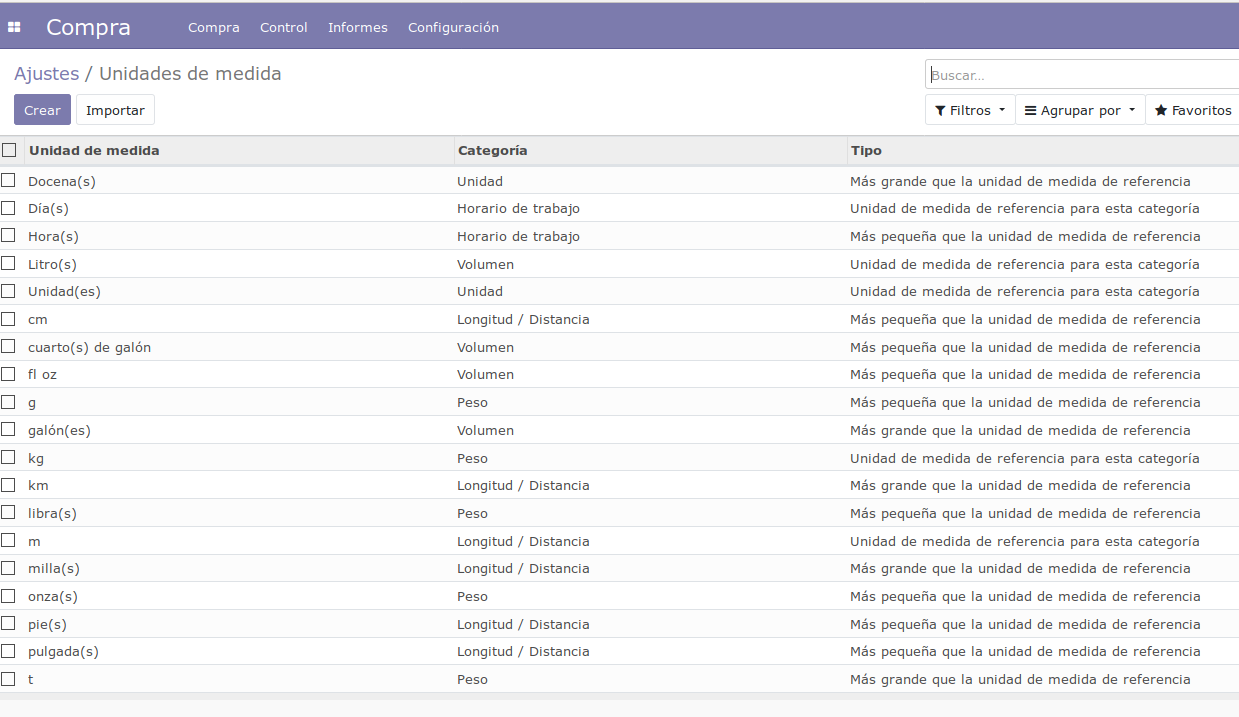 Compra Compra Control Informes Configuración
Ajustes / Unidades de medida
Buscar...
Crear Importar Filtros Agrupar por Favoritos
Unidad de medida Categoría Tipo
Docena(s) Unidad Más grande que la unidad de medida de referencia
Día(s) Horario de trabajo Unidad de medida de referencia para esta categoría
Hora(s) Horario de trabajo Más pequeña que la unidad de medida de referencia
Litro(s) Volumen Unidad de medida de referencia para esta categoría
Unidad(es) Unidad Unidad de medida de referencia para esta categoría
cm Longitud / Distancia Más pequeña que la unidad de medida de referencia
cuarto(s) de galón Volumen Más pequeña que la unidad de medida de referencia
fl oz Volumen Más pequeña que la unidad de medida de referencia
g Peso Más pequeña que la unidad de medida de referencia
galón(es) Volumen Más grande que la unidad de medida de referencia
kg Peso Unidad de medida de referencia para esta categoría
km Longitud / Distancia Más grande que la unidad de medida de referencia
libra(s) Peso Más pequeña que la unidad de medida de referencia
m Longitud / Distancia Unidad de medida de referencia para esta categoría
milla(s) Longitud / Distancia Más grande que la unidad de medida de referencia
onza(s) Peso Más pequeña que la unidad de medida de referencia
pie(s) Longitud / Distancia Más pequeña que la unidad de medida de referencia
pulgada(s) Longitud / Distancia Más pequeña que la unidad de medida de referencia
t Peso Más grande que la unidad de medida de referencia